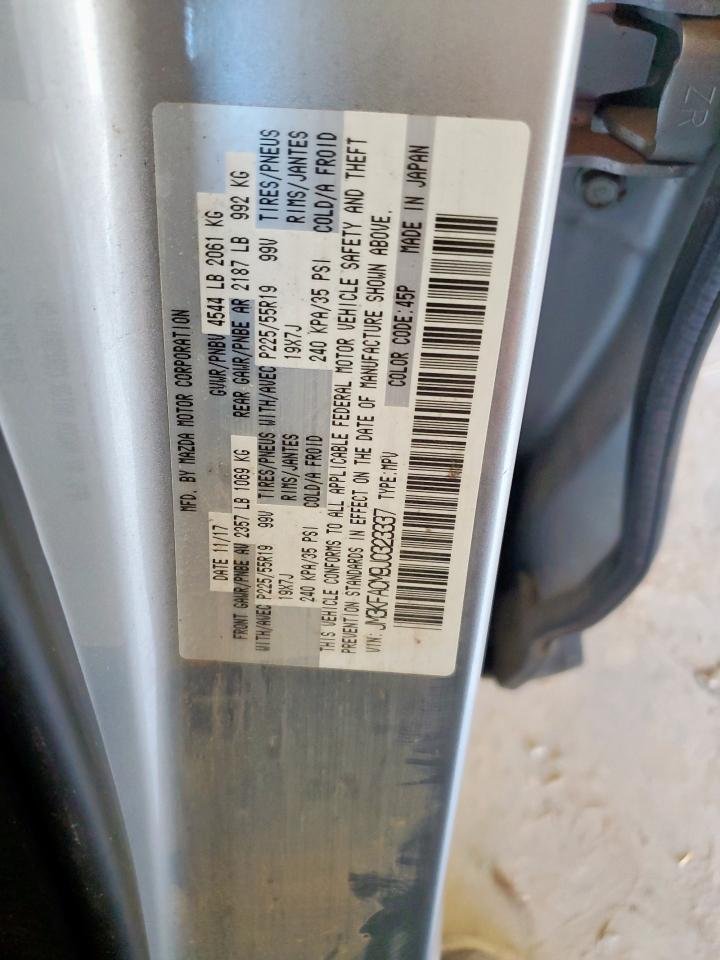 MFD. BY MAZDA MOTOR CORPORATION
DATE 11/17 GVWR/PNBV 4544 LB 2061 KG
FRONT GAWR/PNBE AV 2357 LB 1069 KG REAR GAWR/PNBE AR 2187 LB 992 KG
WITH/AVEC P225/55R19 99V TIRES/PNEUS WITH/AVEC P225/55R19 99V TIRES/PNEUS
19X7J RIMS/JANTES 19X7J RIMS/JANTES
240 KPA/35 PSI COLD/A FROID 240 KPA/35 PSI COLD/A FROID
THIS VEHICLE CONFORMS TO ALL APPLICABLE FEDERAL MOTOR VEHICLE SAFETY AND THEFT
PREVENTION STANDARDS IN EFFECT ON THE DATE OF MANUFACTURE SHOWN ABOVE.
VIN: JM3KFACM9J0323337 TYPE:MPV COLOR CODE:45P MADE IN JAPAN
ZR